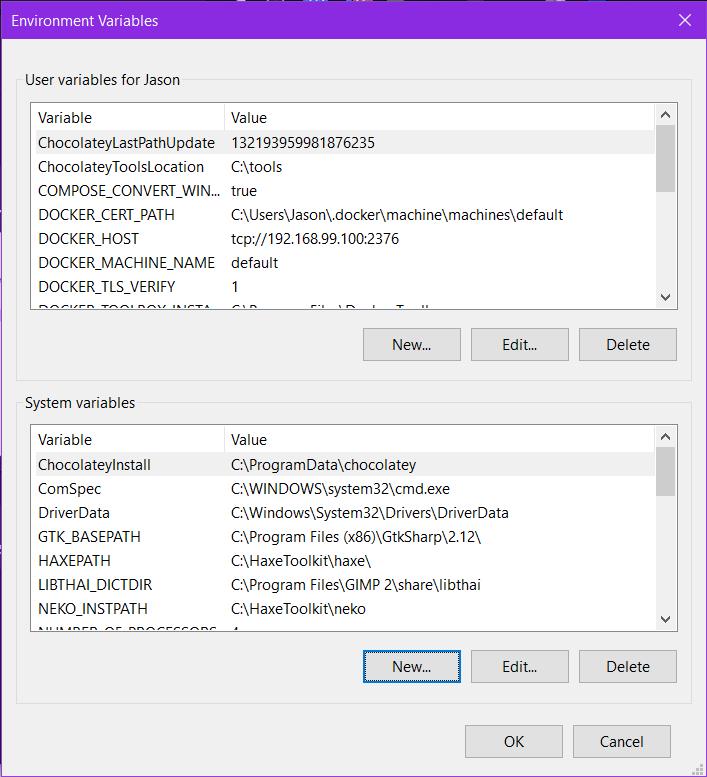 Environment Variables
User variables for Jason
Variable Value
ChocolateyLastPathUpdate 132193959981876235
ChocolateyToolsLocation C:\tools
COMPOSE_CONVERT_WIN... true
DOCKER_CERT_PATH C:\Users\Jason\.docker\machine\machines\default
DOCKER_HOST tcp://192.168.99.100:2376
DOCKER_MACHINE_NAME default
DOCKER_TLS_VERIFY 1
New... Edit... Delete
System variables
Variable Value
ChocolateyInstall C:\ProgramData\chocolatey
ComSpec C:\WINDOWS\system32\cmd.exe
DriverData C:\Windows\System32\Drivers\DriverData
GTK_BASEPATH C:\Program Files (x86)\GtkSharp\2.12\
HAXEPATH C:\HaxeToolkit\haxe\
LIBTHAI_DICTDIR C:\Program Files\GIMP 2\share\libthai
NEKO_INSTPATH C:\HaxeToolkit\neko
NUMBER_OF_PROCESSORS 4
New... Edit... Delete
OK Cancel